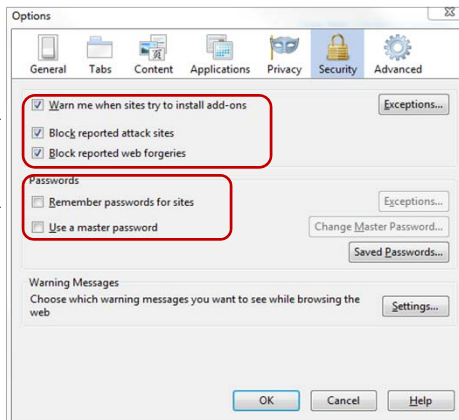 Options
General Tabs Content Applications Privacy Security Advanced
Warn me when sites try to install add-ons Exceptions...
Block reported attack sites
Block reported web forgeries
Passwords
Remember passwords for sites Exceptions...
Use a master password Change Master Password...
Saved Passwords...
Warning Messages
Choose which warning messages you want to see while browsing the
web Settings...
OK Cancel Help